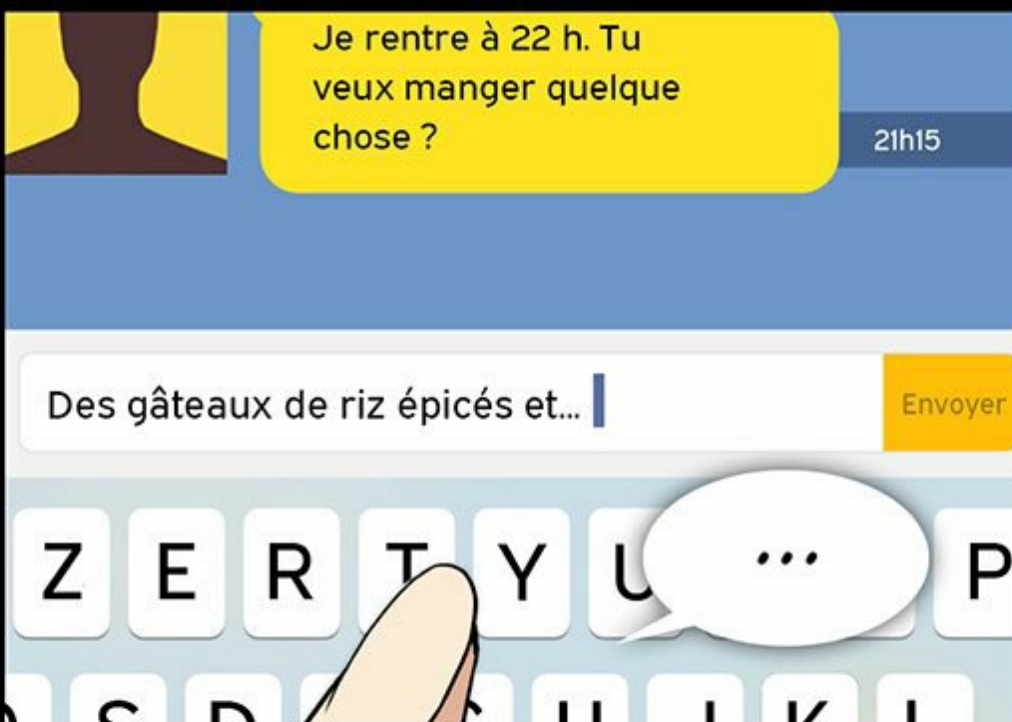 Je rentre à 22 h. Tu
veux manger quelque
chose ?
21h15
Des gâteaux de riz épicés et...
Envoyer
Z E R T Y U P
...
S D J K L